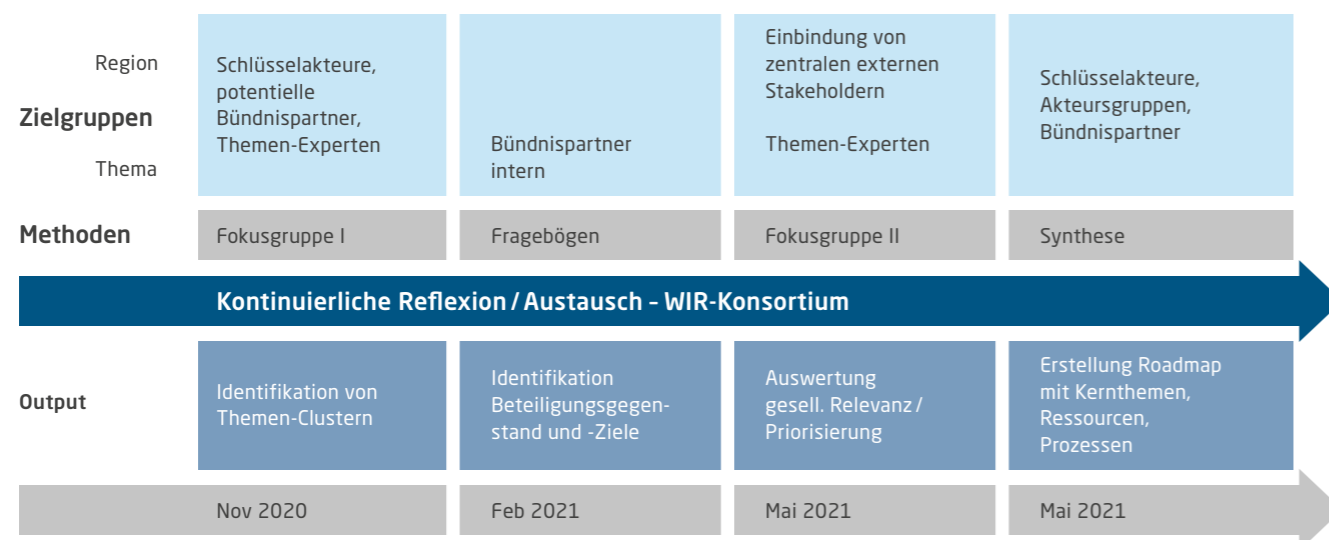 Region
Zielgruppen
Thema
Schlüsselakteure,
potentielle
Bündnispartner,
Themen-Experten
Bündnispartner
intern
Einbindung von
zentralen externen
Stakeholdern
Themen-Experten
Schlüsselakteure,
Akteursgruppen,
Bündnispartner
Methoden
Fokusgruppe I
Fragebögen
Fokusgruppe II
Synthese
Kontinuierliche Reflexion / Austausch – WIR-Konsortium
Output
Identifikation von
Themen-Clustern
Identifikation
Beteiligungsgegen-
stand und -Ziele
Auswertung
gesell. Relevanz /
Priorisierung
Erstellung Roadmap
mit Kernthemen,
Ressourcen,
Prozessen
Nov 2020
Feb 2021
Mai 2021
Mai 2021